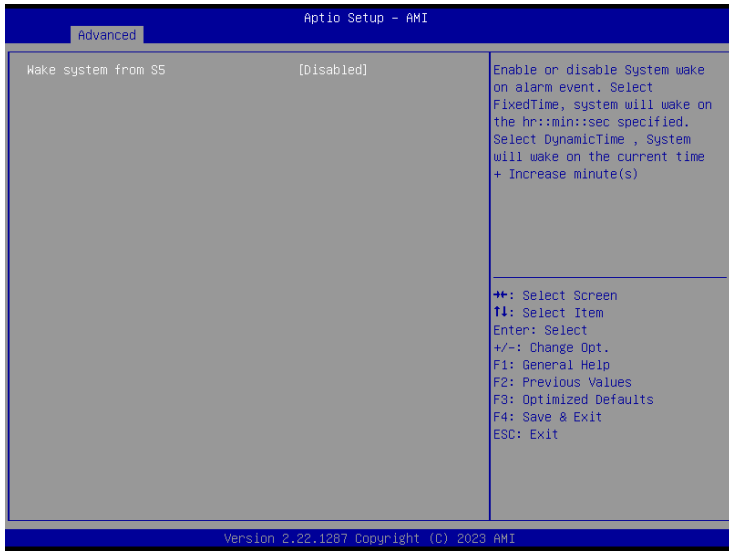 Aptio Setup – AMI
Advanced
Wake system from S5 [Disabled]
Enable or disable System wake
on alarm event. Select
FixedTime, system will wake on
the hr::min::sec specified.
Select DynamicTime , System
will wake on the current time
+ Increase minute(s)
→←: Select Screen
↑↓: Select Item
Enter: Select
+/-: Change Opt.
F1: General Help
F2: Previous Values
F3: Optimized Defaults
F4: Save & Exit
ESC: Exit
Version 2.22.1287 Copyright (C) 2023 AMI